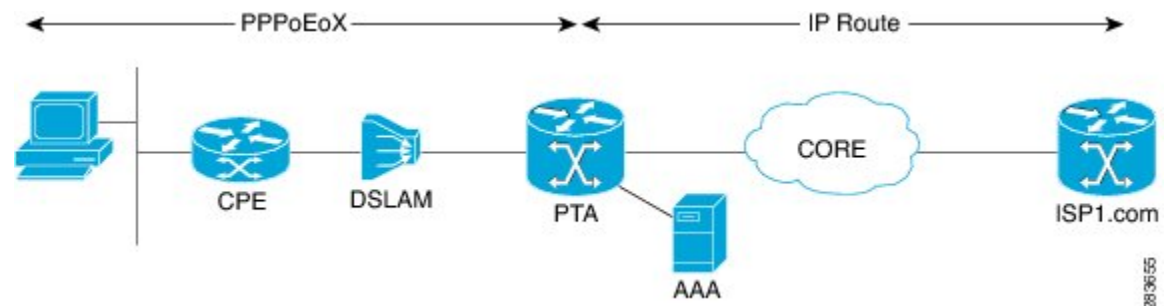 PPPoEoX
IP Route
CPE
DSLAM
PTA
CORE
ISP1.com
AAA
283655